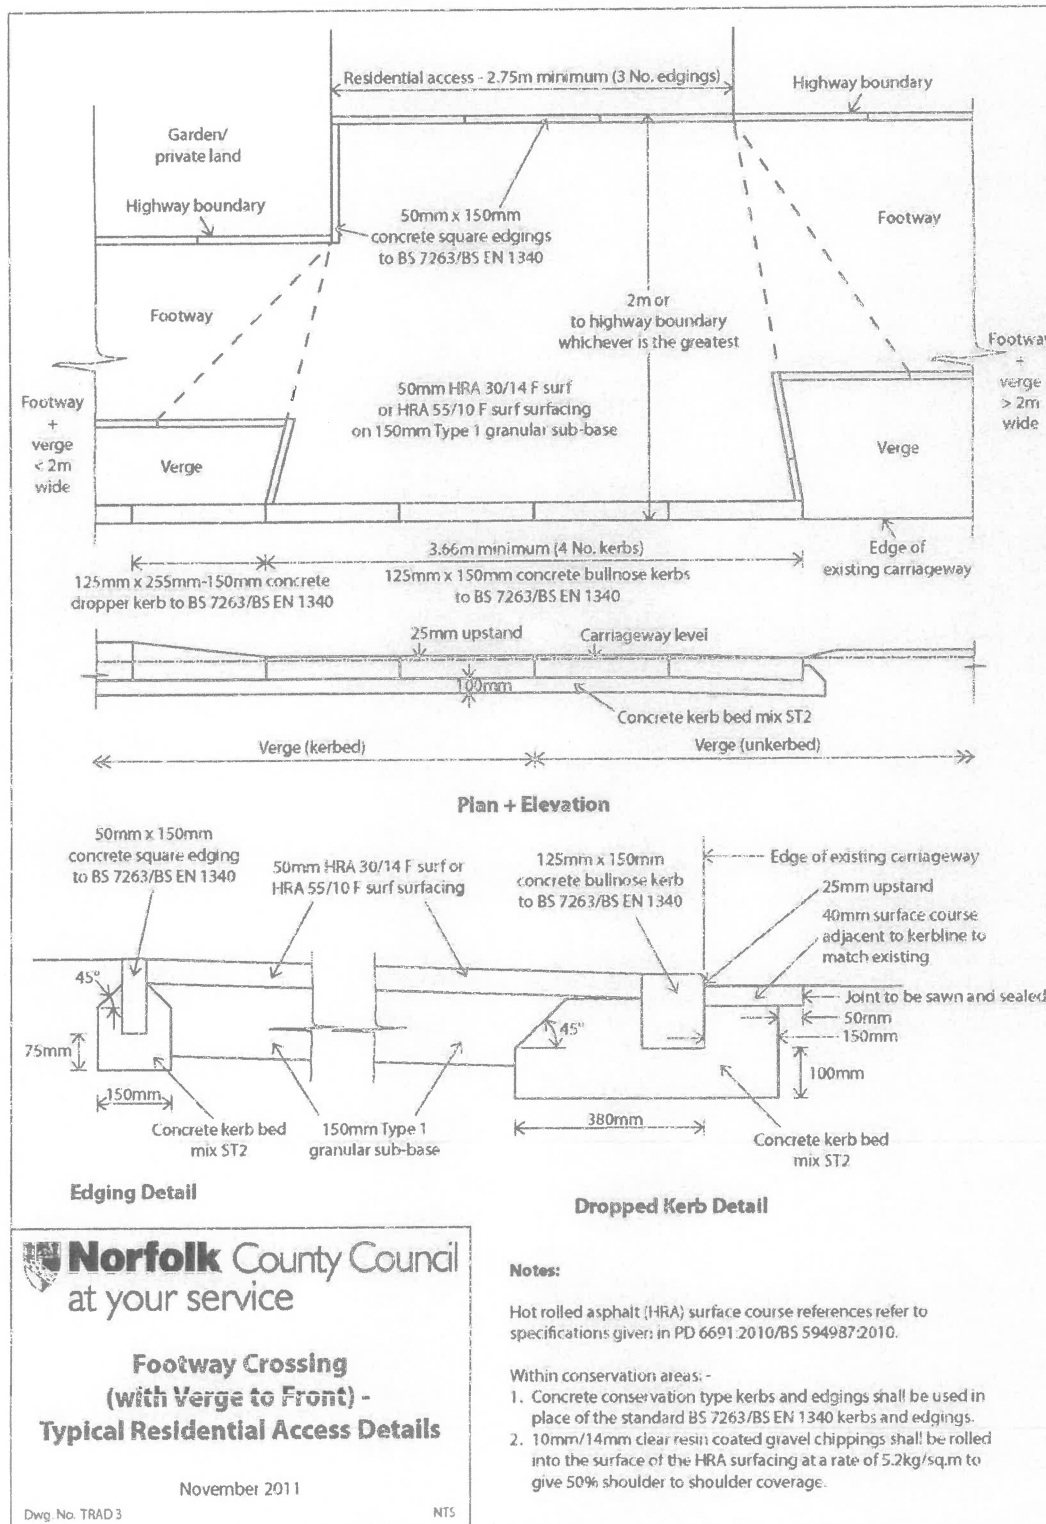 Residential access - 2.75m minimum (3 No. edgings)
Highway boundary
Garden/
private land
Highway boundary
50mm x 150mm
concrete square edgings
to BS 7263/BS EN 1340
Footway
Footway
2m or
to highway boundary
whichever is the greatest
Footway
+
verge
< 2m
wide
Footway
+
verge
> 2m
wide
50mm HRA 30/14 F surf
or HRA 55/10 F surf surfacing
on 150mm Type 1 granular sub-base
Verge
Verge
3.66m minimum (4 No. kerbs)
Edge of
existing carriageway
125mm x 255mm-150mm concrete
dropper kerb to BS 7263/BS EN 1340
125mm x 150mm concrete bullnose kerbs
to BS 7263/BS EN 1340
25mm upstand
Carriageway level
100mm
Concrete kerb bed mix ST2
Verge (kerbed)
Verge (unkerbed)
Plan + Elevation
50mm x 150mm
concrete square edging
to BS 7263/BS EN 1340
50mm HRA 30/14 F surf or
HRA 55/10 F surf surfacing
125mm x 150mm
concrete bullnose kerb
to BS 7263/BS EN 1340
Edge of existing carriageway
25mm upstand
40mm surface course
adjacent to kerbline to
match existing
Joint to be sawn and sealed
50mm
150mm
100mm
45°
75mm
150mm
45°
380mm
Concrete kerb bed
mix ST2
150mm Type 1
granular sub-base
Concrete kerb bed
mix ST2
Edging Detail
Dropped Kerb Detail
Norfolk County Council
at your service
Footway Crossing
(with Verge to Front) -
Typical Residential Access Details
November 2011
Dwg. No. TRAD 3
NTS
Notes:
Hot rolled asphalt (HRA) surface course references refer to
specifications given in PD 6691:2010/BS 594987:2010.
Within conservation areas: -
1. Concrete conservation type kerbs and edgings shall be used in
place of the standard BS 7263/BS EN 1340 kerbs and edgings.
2. 10mm/14mm clear resin coated gravel chippings shall be rolled
into the surface of the HRA surfacing at a rate of 5.2kg/sq.m to
give 50% shoulder to shoulder coverage.